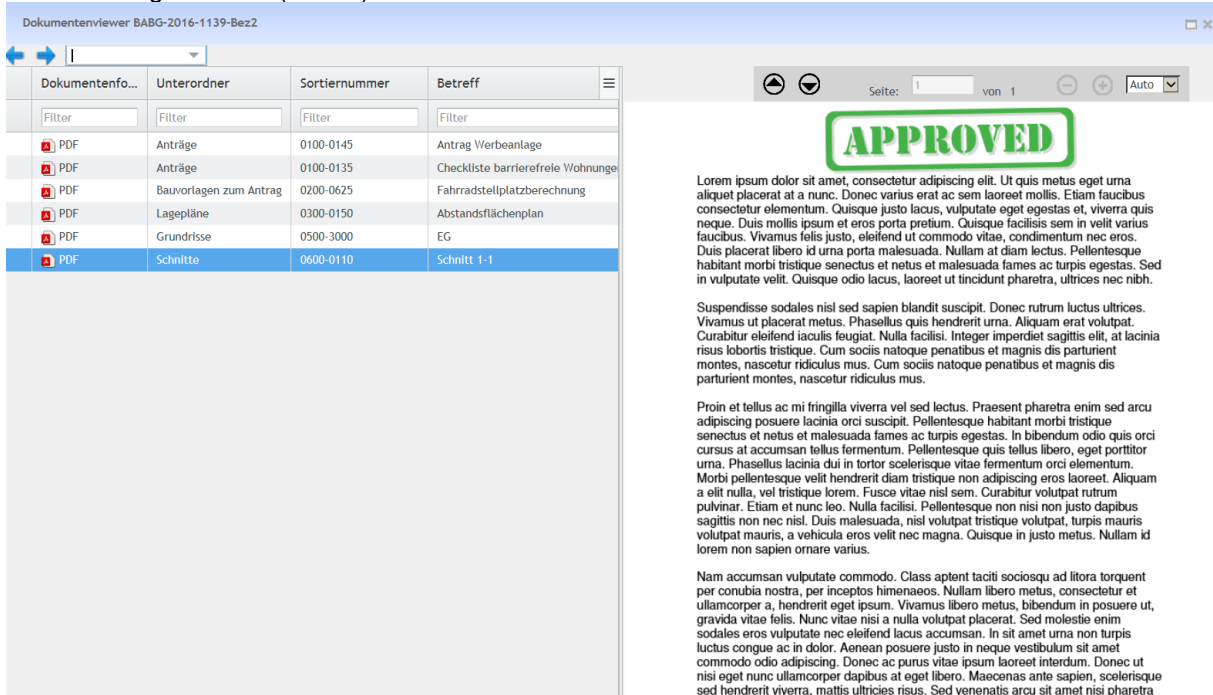 Dokumentenviewer BABG-2016-1139-Bez2
Dokumentenfo... Unterordner Sortiernummer Betreff
Filter Filter Filter Filter
PDF Anträge 0100-0145 Antrag Werbeanlage
PDF Anträge 0100-0135 Checkliste barrierefreie Wohnunge
PDF Bauvorlagen zum Antrag 0200-0625 Fahrradstellplatzberechnung
PDF Lagepläne 0300-0150 Abstandsflächenplan
PDF Grundrisse 0500-3000 EG
PDF Schnitte 0600-0110 Schnitt 1-1
Seite: 1 von 1 Auto
APPROVED
Lorem ipsum dolor sit amet, consectetur adipiscing elit. Ut quis metus eget urna
aliquet placerat at a nunc. Donec varius erat ac sem laoreet mollis. Etiam faucibus
consectetur elementum. Quisque justo lacus, vulputate eget egestas et, viverra quis
neque. Duis mollis ipsum et eros porta pretium. Quisque facilisis sem in velit varius
faucibus. Vivamus felis justo, eleifend ut commodo vitae, condimentum nec eros.
Duis placerat libero id urna porta malesuada. Nullam at diam lectus. Pellentesque
habitant morbi tristique senectus et netus et malesuada fames ac turpis egestas. Sed
in vulputate velit. Quisque odio lacus, laoreet ut tincidunt pharetra, ultrices nec nibh.
Suspendisse sodales nisl sed sapien blandit suscipit. Donec rutrum luctus ultrices.
Vivamus ut placerat metus. Phasellus quis hendrerit urna. Aliquam erat volutpat.
Curabitur eleifend iaculis feugiat. Nulla facilisi. Integer imperdiet sagittis elit, at lacinia
risus lobortis tristique. Cum sociis natoque penatibus et magnis dis parturient
montes, nascetur ridiculus mus. Cum sociis natoque penatibus et magnis dis
parturient montes, nascetur ridiculus mus.
Proin et tellus ac mi fringilla viverra vel sed lectus. Praesent pharetra enim sed arcu
adipiscing posuere lacinia orci suscipit. Pellentesque habitant morbi tristique
senectus et netus et malesuada fames ac turpis egestas. In bibendum odio quis orci
cursus at accumsan tellus fermentum. Pellentesque quis tellus libero, eget porttitor
urna. Phasellus lacinia dui in tortor scelerisque vitae fermentum orci elementum.
Morbi pellentesque velit hendrerit diam tristique non adipiscing eros laoreet. Aliquam
a elit nulla, vel tristique lorem. Fusce vitae nisl sem. Curabitur volutpat rutrum
pulvinar. Etiam et nunc leo. Nulla facilisi. Pellentesque non nisi non justo dapibus
sagittis non nec nisl. Duis malesuada, nisl volutpat tristique volutpat, turpis mauris
volutpat mauris, a vehicula eros velit nec magna. Quisque in justo metus. Nullam id
lorem non sapien ornare varius.
Nam accumsan vulputate commodo. Class aptent taciti sociosqu ad litora torquent
per conubia nostra, per inceptos himenaeos. Nullam libero metus, consectetur et
ullamcorper a, hendrerit eget ipsum. Vivamus libero metus, bibendum in posuere ut,
gravida vitae felis. Nunc vitae nisi a nulla volutpat placerat. Sed molestie enim
sodales eros vulputate nec eleifend lacus accumsan. In sit amet urna non turpis
luctus congue ac in dolor. Aenean posuere justo in neque vestibulum sit amet
commodo odio adipiscing. Donec ac purus vitae ipsum laoreet interdum. Donec ut
nisi eget nunc ullamcorper dapibus at eget libero. Maecenas ante sapien, scelerisque
sed hendrerit viverra, mattis ultricies risus. Sed venenatis arcu sit amet nisi pharetra